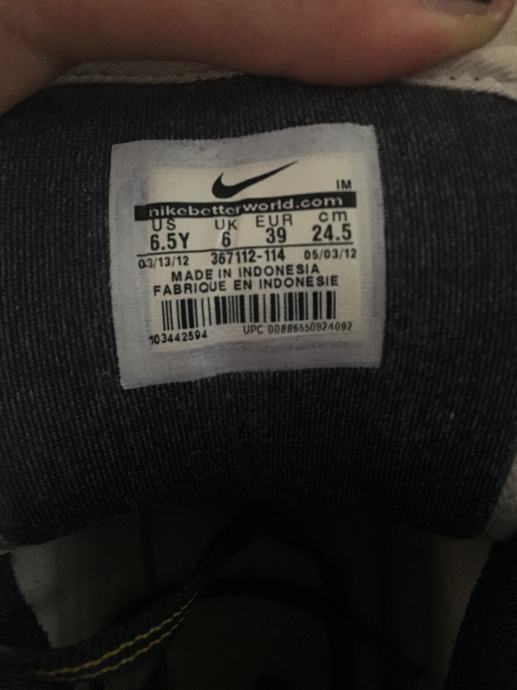 IM
nikebetterworld.com
US UK EUR cm
6.5Y 6 39 24.5
03/13/12 367112-114 05/03/12
MADE IN INDONESIA
FABRIQUE EN INDONESIE
103442594 UPC 00886550924092